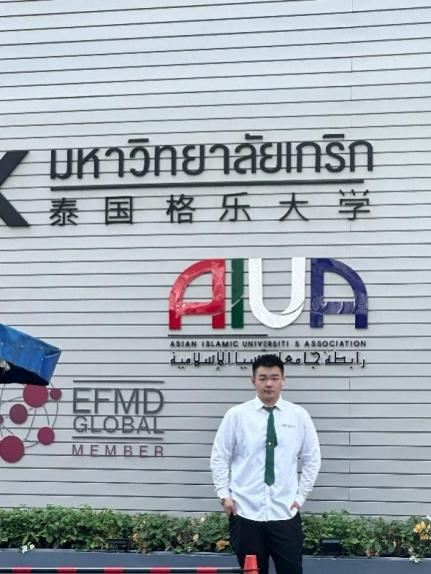 K มหาวิทยาลัยเกริก
泰国格乐大学
AIUA
ASIAN ISLAMIC UNIVERSITI S ASSOCIATION
رابطة جامعات آسيا الإسلامية
EFMD
GLOBAL
MEMBER